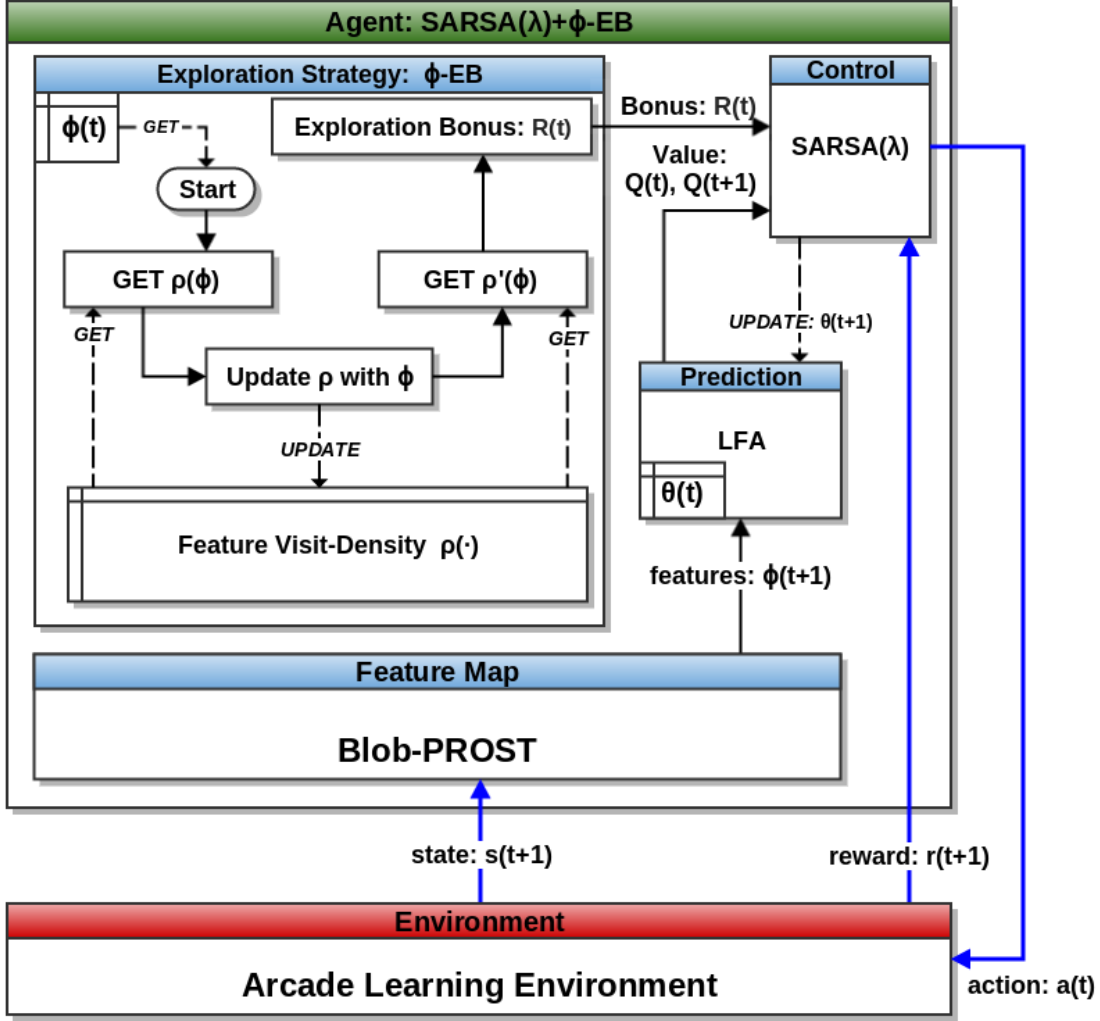 Agent: SARSA(λ)+ϕ-EB
Exploration Strategy: ϕ-EB
Control
ϕ(t)
GET
Exploration Bonus: R(t)
Bonus: R(t)
SARSA(λ)
Value:
Q(t), Q(t+1)
Start
GET ρ(ϕ)
GET ρ'(ϕ)
GET
GET
UPDATE: θ(t+1)
Update ρ with ϕ
Prediction
LFA
UPDATE
θ(t)
Feature Visit-Density ρ(·)
features: ϕ(t+1)
Feature Map
Blob-PROST
state: s(t+1)
reward: r(t+1)
Environment
Arcade Learning Environment
action: a(t)